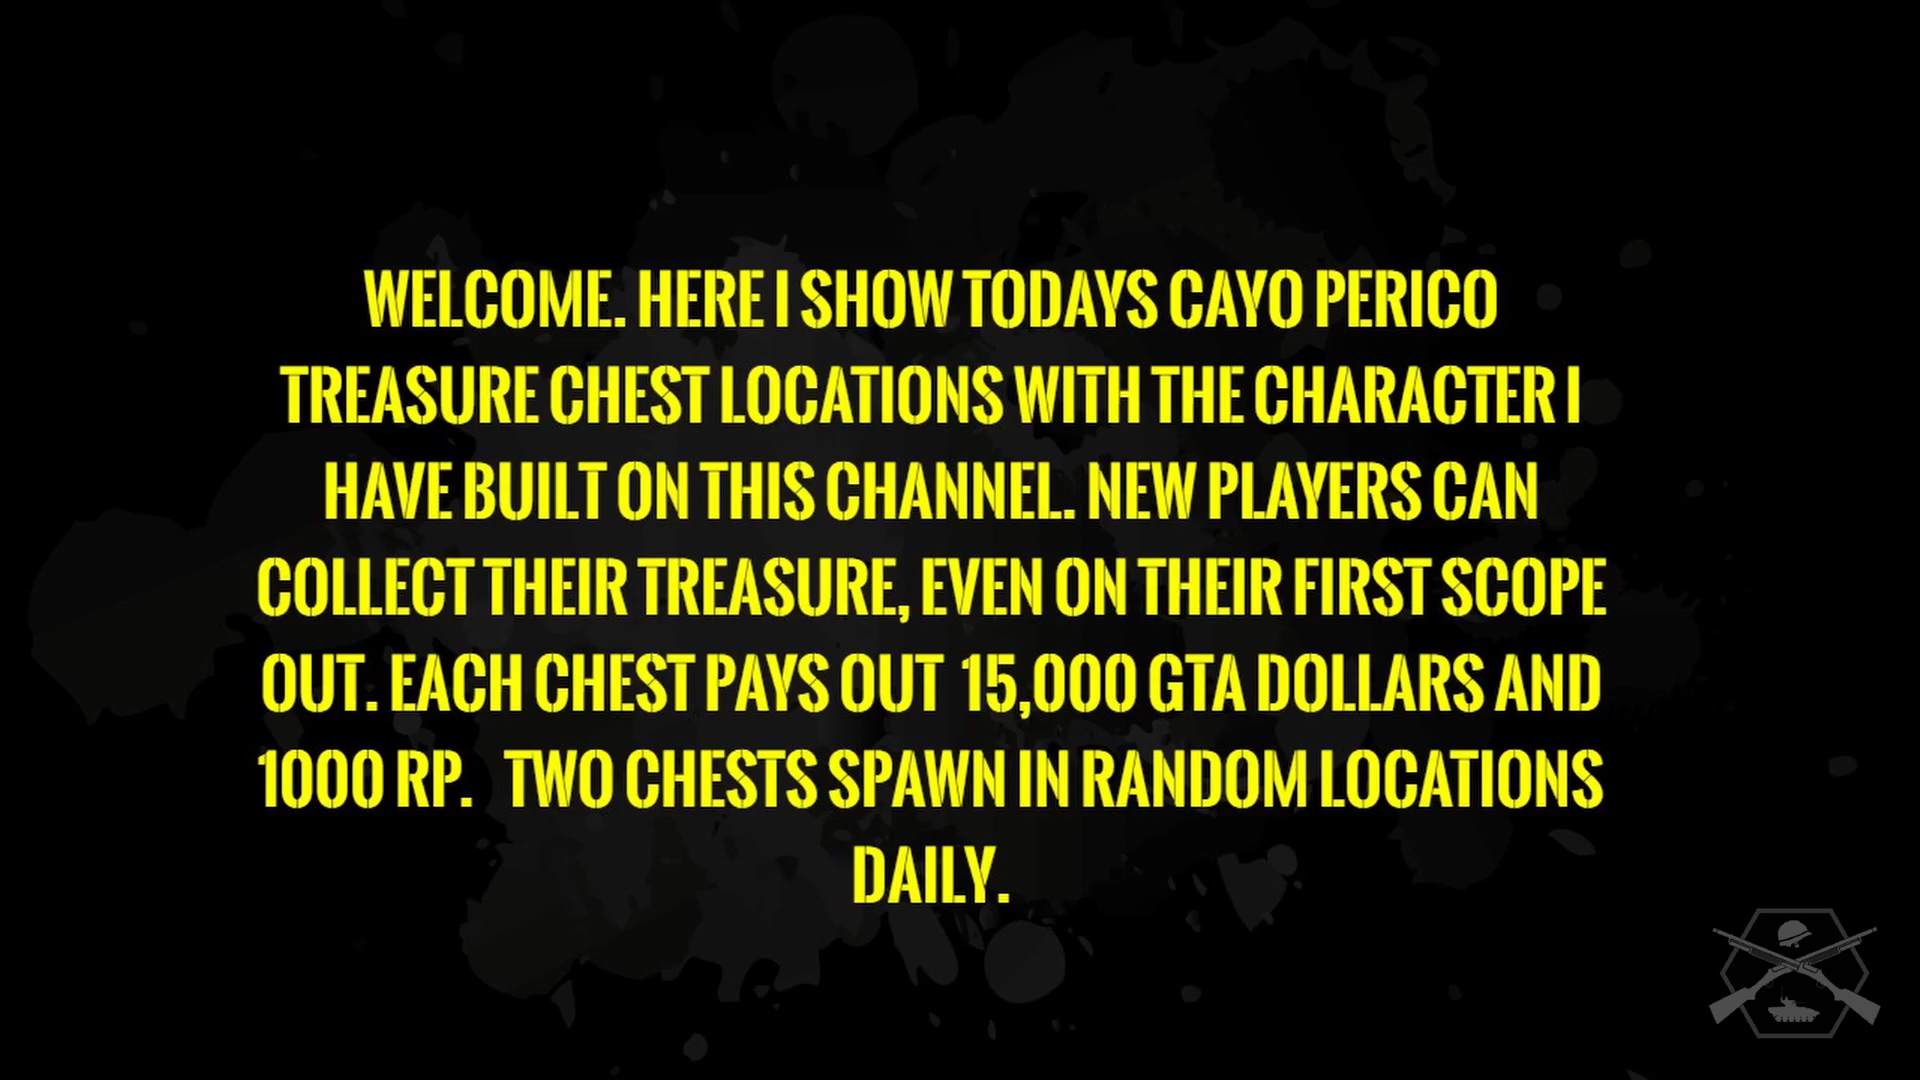 WELCOME. HERE I SHOW TODAYS CAYO PERICO
TREASURE CHEST LOCATIONS WITH THE CHARACTER I
HAVE BUILT ON THIS CHANNEL. NEW PLAYERS CAN
COLLECT THEIR TREASURE, EVEN ON THEIR FIRST SCOPE
OUT. EACH CHEST PAYS OUT 15,000 GTA DOLLARS AND
1000 RP. TWO CHESTS SPAWN IN RANDOM LOCATIONS
DAILY.